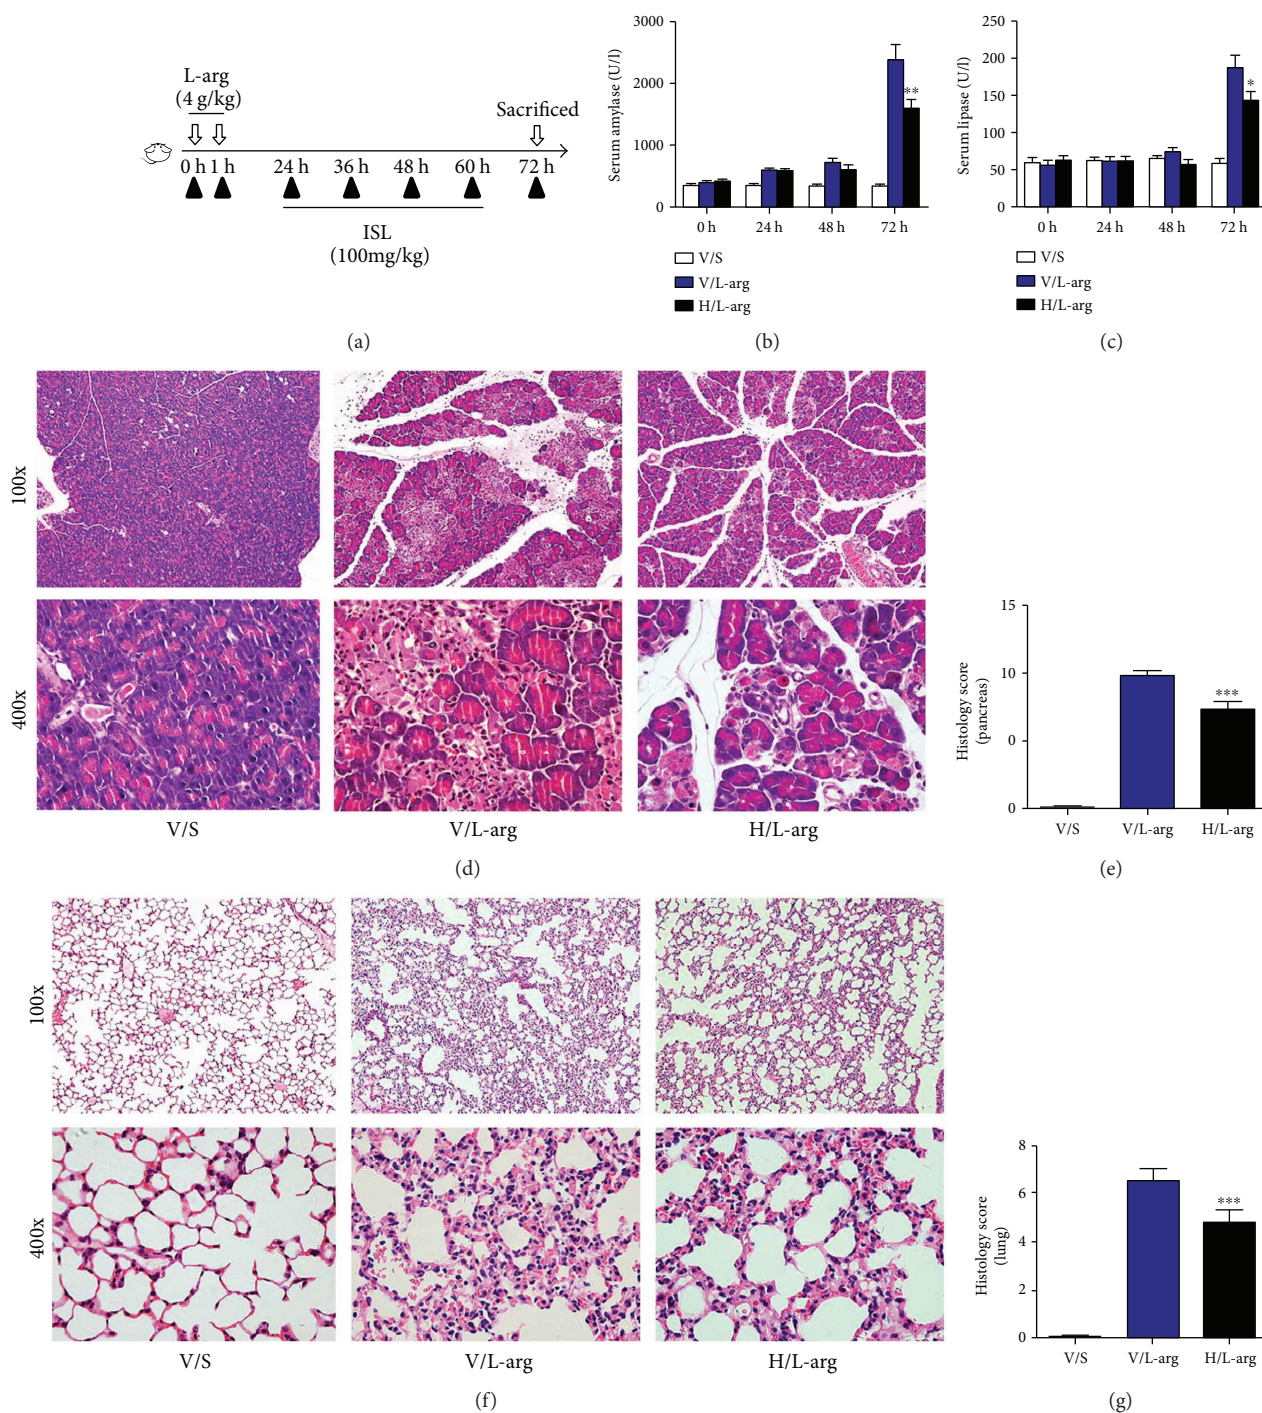 L-arg
(4 g/kg)
Sacrificed
0 h 1 h 24 h 36 h 48 h 60 h 72 h
ISL
(100mg/kg)
(a)
Serum amylase (U/l)
3000
2000
1000
0
**
0 h 24 h 48 h 72 h
V/S
V/L-arg
H/L-arg
(b)
Serum lipase (U/l)
250
200
150
100
50
0
*
0 h 24 h 48 h 72 h
V/S
V/L-arg
H/L-arg
(c)
100x
400x
V/S V/L-arg H/L-arg
(d)
Histology score
(pancreas)
15
10
0
0
***
V/S V/L-arg H/L-arg
(e)
100x
400x
V/S V/L-arg H/L-arg
(f)
Histology score
(lung)
8
6
4
2
0
***
V/S V/L-arg H/L-arg
(g)